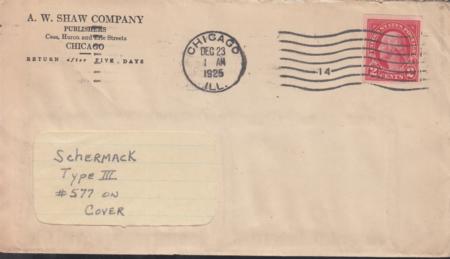 A. W. SHAW COMPANY
PUBLISHERS
Cass, Huron and Erie Streets
CHICAGO
RETURN after FIVE DAYS
CHICAGO
DEC 23
1 AM
1925
ILL.
14
2 CENTS 2
Schermack
Type III
#577 on
Cover